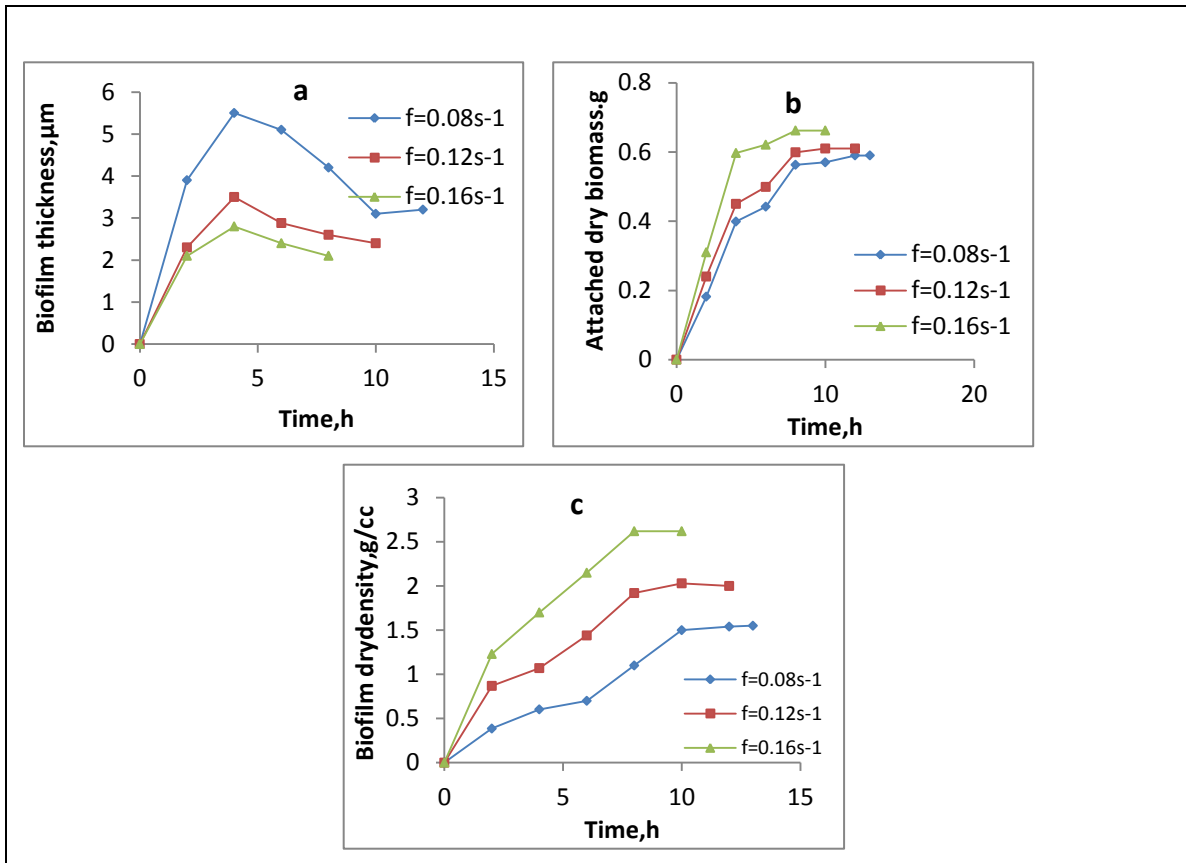 a
Biofilm thickness,µm
6
5
4
3
2
1
0
0 5 10 15
Time,h
f=0.08s-1
f=0.12s-1
f=0.16s-1
b
Attached dry biomass.g
0.8
0.6
0.4
0.2
0
0 10 20
Time,h
f=0.08s-1
f=0.12s-1
f=0.16s-1
c
Biofilm drydensity,g/cc
3
2.5
2
1.5
1
0.5
0
0 5 10 15
Time,h
f=0.08s-1
f=0.12s-1
f=0.16s-1